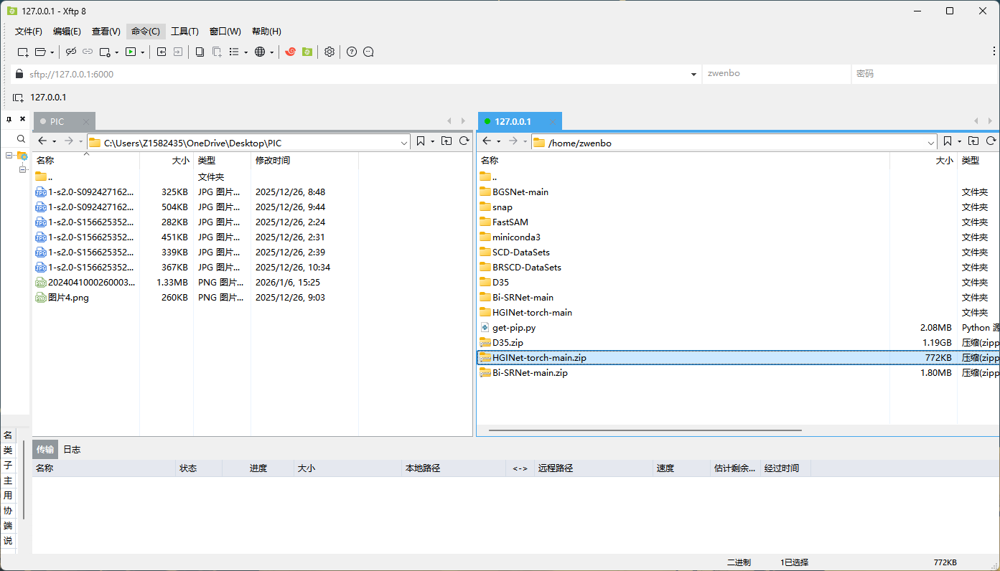 127.0.0.1 - Xftp 8
文件(F) 编辑(E) 查看(V) 命令(C) 工具(T) 窗口(W) 帮助(H)
sftp://127.0.0.1:6000 zwenbo 密码
127.0.0.1
PIC
C:\Users\Z1582435\OneDrive\Desktop\PIC
名称 大小 类型 修改时间
.. 文件夹
1-s2.0-S092427162... 325KB JPG 图片... 2025/12/26, 8:48
1-s2.0-S092427162... 504KB JPG 图片... 2025/12/26, 9:44
1-s2.0-S156625352... 282KB JPG 图片... 2025/12/26, 2:24
1-s2.0-S156625352... 451KB JPG 图片... 2025/12/26, 2:31
1-s2.0-S156625352... 339KB JPG 图片... 2025/12/26, 2:39
1-s2.0-S156625352... 367KB JPG 图片... 2025/12/26, 10:34
2024041000260003... 1.33MB PNG 图片... 2026/1/6, 15:25
图片4.png 260KB PNG 图片... 2025/12/26, 9:03
127.0.0.1
/home/zwenbo
名称 大小 类型
..
BGSNet-main 文件夹
snap 文件夹
FastSAM 文件夹
miniconda3 文件夹
SCD-DataSets 文件夹
BRSCD-DataSets 文件夹
D35 文件夹
Bi-SRNet-main 文件夹
HGINet-torch-main 文件夹
get-pip.py 2.08MB Python 源
D35.zip 1.19GB 压缩(zipp
HGINet-torch-main.zip 772KB 压缩(zipp
Bi-SRNet-main.zip 1.80MB 压缩(zipp
名
类
子
主
用
协
端
说
传输 日志
名称 状态 进度 大小 本地路径 <-> 远程路径 速度 估计剩余... 经过时间
二进制 1已选择 772KB